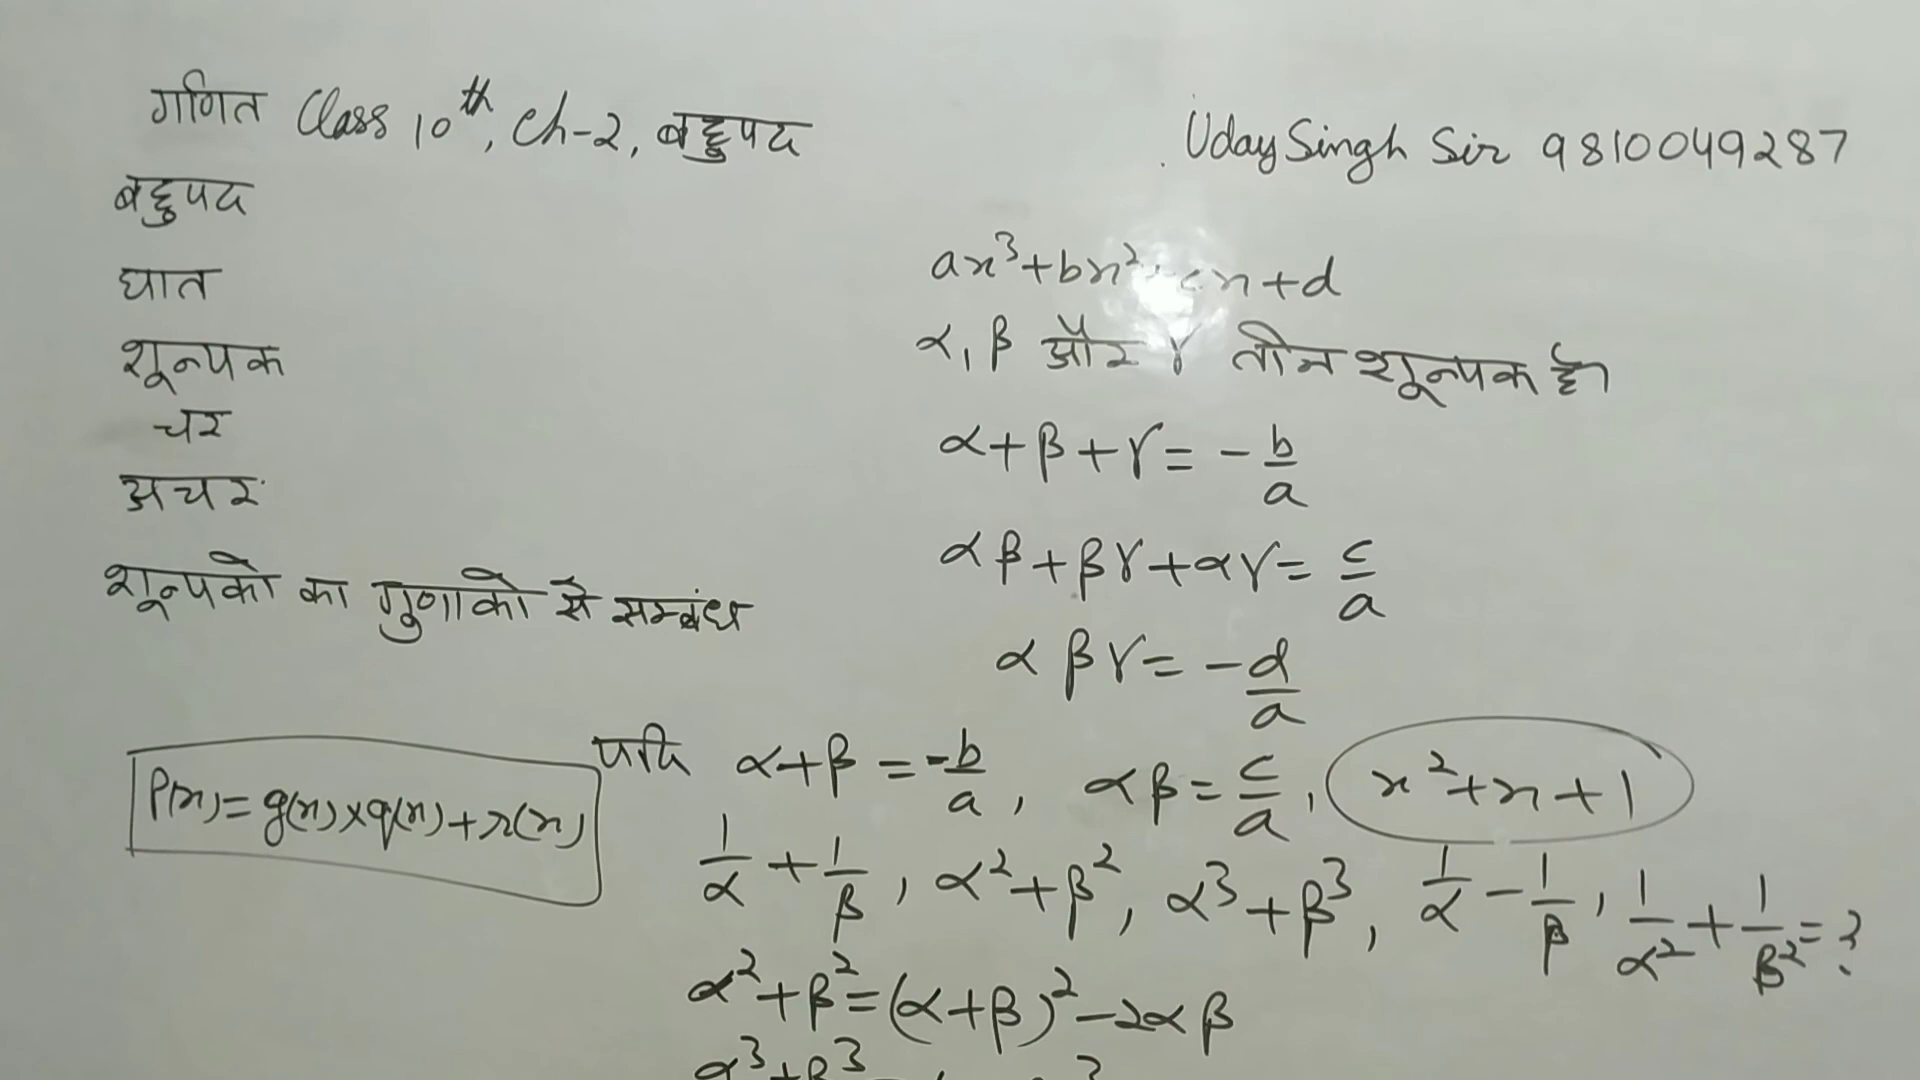 गणित Class 10th, Ch-2, बहुपद
Uday Singh Sir 9810049287
बहुपद
घात
शून्यक
चर
अचर
शून्यको का गुणाको से सम्बंध
ax³+bx²+cx+d
α, β और γ तीन शून्यक है।
α+β+γ= -b/a
αβ+βγ+αγ= c/a
αβγ= -d/a
P(x)= g(x)×q(x)+r(x)
यदि α+β = -b/a, αβ= c/a, x²+x+1
1/α + 1/β, α²+β², α³+β³, 1/α - 1/β, 1/α² + 1/β² = ?
α²+β²=(α+β)²-2αβ
α³+β³